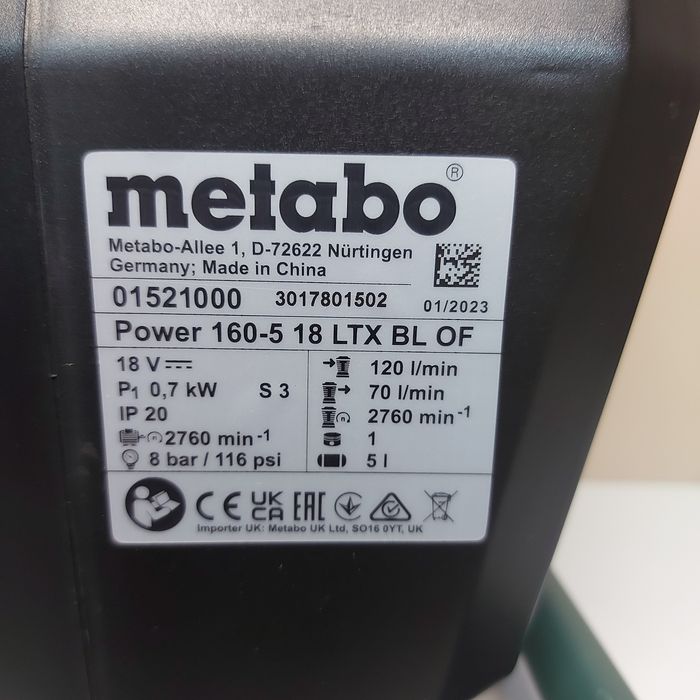 metabo®
Metabo-Allee 1, D-72622 Nürtingen
Germany; Made in China
01521000 3017801502 01/2023
Power 160-5 18 LTX BL OF
18 V 120 l/min
P1 0,7 kW S 3 70 l/min
IP 20 n 2760 min-1
n 2760 min-1 1
8 bar / 116 psi 5 l
CE UK CA EAC
Importer UK: Metabo UK Ltd, SO16 0YT, UK